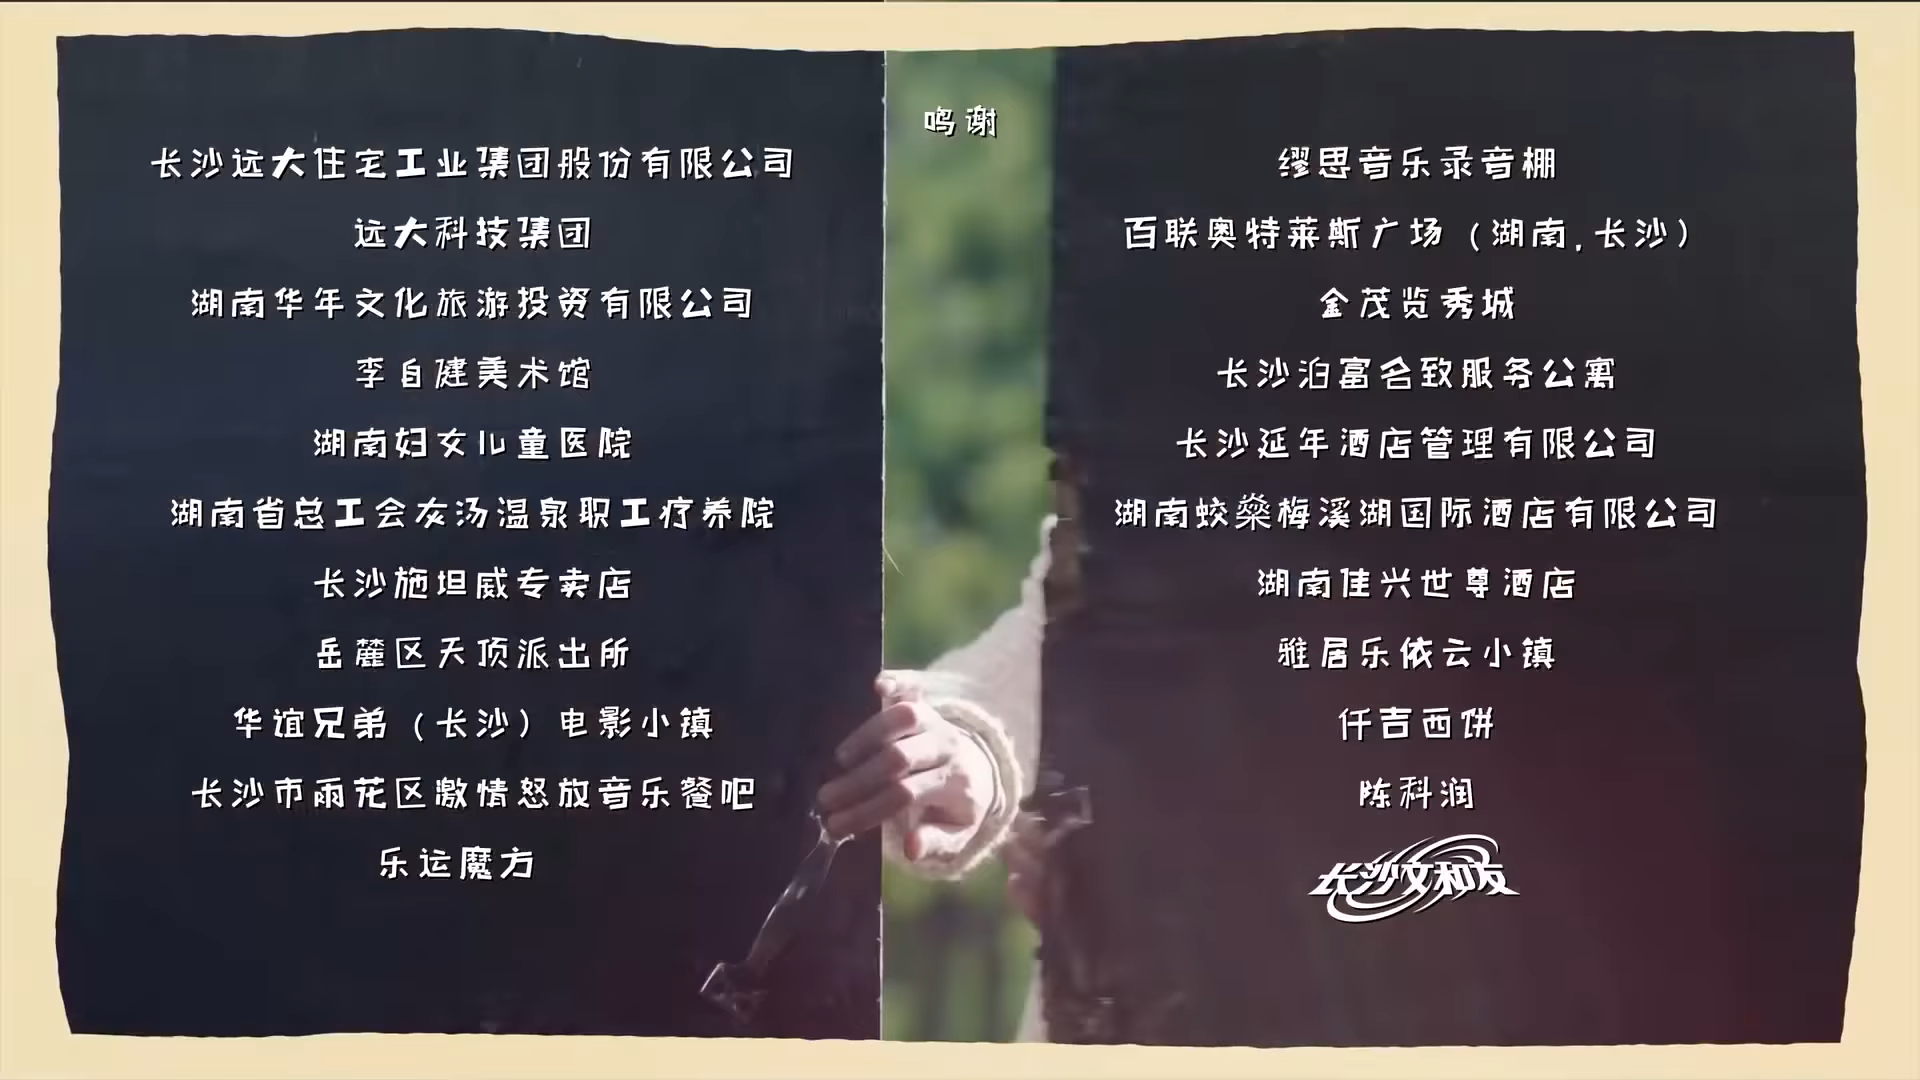 鸣谢
长沙远大住宅工业集团股份有限公司
远大科技集团
湖南华年文化旅游投资有限公司
李自健美术馆
湖南妇女儿童医院
湖南省总工会灰汤温泉职工疗养院
长沙施坦威专卖店
岳麓区天顶派出所
华谊兄弟（长沙）电影小镇
长沙市雨花区激情怒放音乐餐吧
乐运魔方
缪思音乐录音棚
百联奥特莱斯广场（湖南.长沙）
金茂览秀城
长沙泊富名致服务公寓
长沙延年酒店管理有限公司
湖南蛟燊梅溪湖国际酒店有限公司
湖南佳兴世尊酒店
雅居乐依云小镇
仟吉西饼
陈科润
长沙文和友